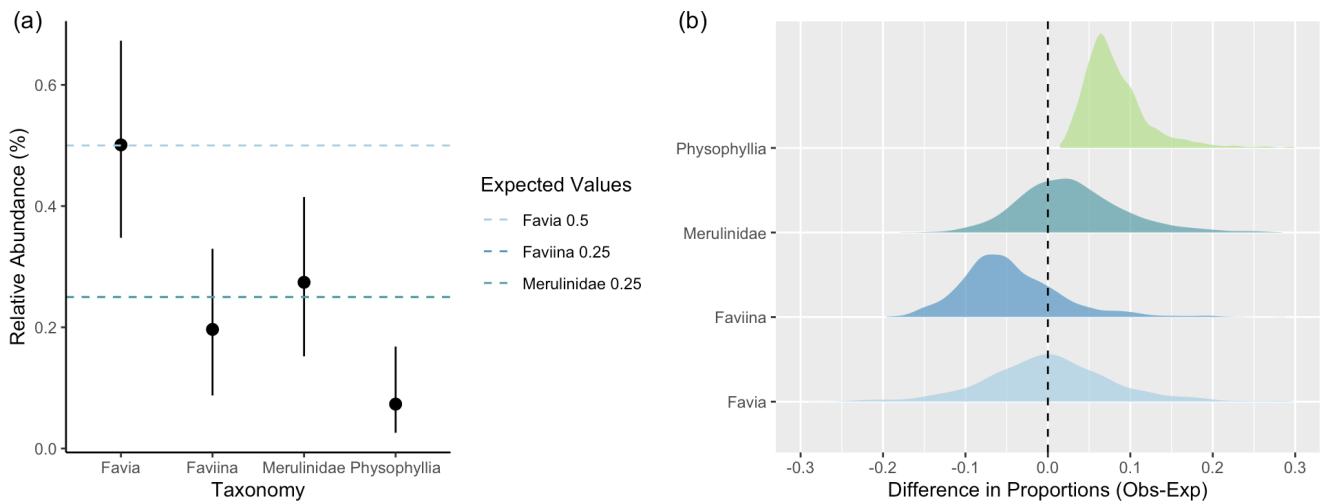 (a)
Relative Abundance (%)
0.6
0.4
0.2
0.0
Favia Faviina Merulinidae Physophyllia
Taxonomy
Expected Values
Favia 0.5
Faviina 0.25
Merulinidae 0.25
(b)
Physophyllia
Merulinidae
Faviina
Favia
-0.3 -0.2 -0.1 0.0 0.1 0.2 0.3
Difference in Proportions (Obs-Exp)